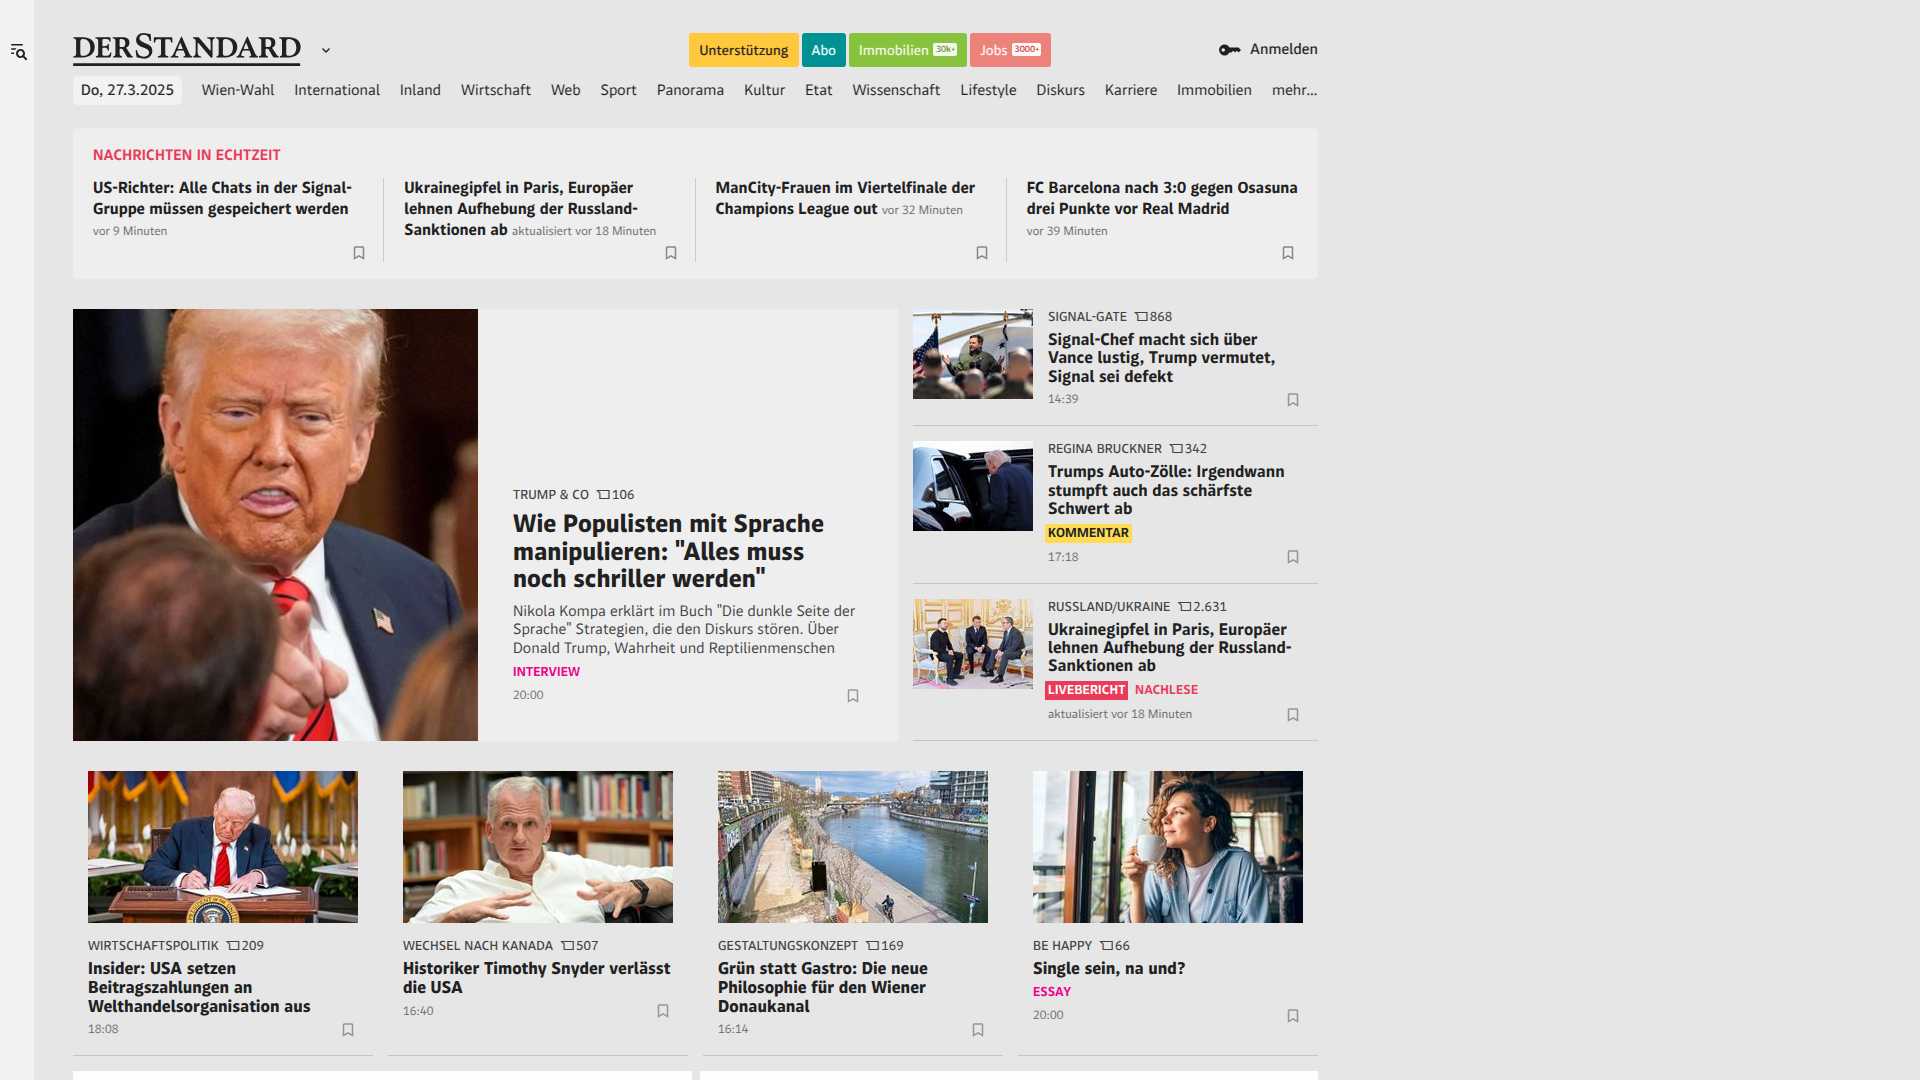 DERSTANDARD
Unterstützung
Abo
Immobilien 30k+
Jobs 3000+
Anmelden
Do, 27.3.2025
Wien-Wahl
International
Inland
Wirtschaft
Web
Sport
Panorama
Kultur
Etat
Wissenschaft
Lifestyle
Diskurs
Karriere
Immobilien
mehr...
NACHRICHTEN IN ECHTZEIT
US-Richter: Alle Chats in der Signal-
Gruppe müssen gespeichert werden
vor 9 Minuten
Ukrainegipfel in Paris, Europäer
lehnen Aufhebung der Russland-
Sanktionen ab aktualisiert vor 18 Minuten
ManCity-Frauen im Viertelfinale der
Champions League out vor 32 Minuten
FC Barcelona nach 3:0 gegen Osasuna
drei Punkte vor Real Madrid
vor 39 Minuten
TRUMP & CO 106
Wie Populisten mit Sprache
manipulieren: "Alles muss
noch schriller werden"
Nikola Kompa erklärt im Buch "Die dunkle Seite der
Sprache" Strategien, die den Diskurs stören. Über
Donald Trump, Wahrheit und Reptilienmenschen
INTERVIEW
20:00
SIGNAL-GATE 868
Signal-Chef macht sich über
Vance lustig, Trump vermutet,
Signal sei defekt
14:39
REGINA BRUCKNER 342
Trumps Auto-Zölle: Irgendwann
stumpft auch das schärfste
Schwert ab
KOMMENTAR
17:18
RUSSLAND/UKRAINE 2.631
Ukrainegipfel in Paris, Europäer
lehnen Aufhebung der Russland-
Sanktionen ab
LIVEBERICHT NACHLESE
aktualisiert vor 18 Minuten
WIRTSCHAFTSPOLITIK 209
Insider: USA setzen
Beitragszahlungen an
Welthandelsorganisation aus
18:08
WECHSEL NACH KANADA 507
Historiker Timothy Snyder verlässt
die USA
16:40
GESTALTUNGSKONZEPT 169
Grün statt Gastro: Die neue
Philosophie für den Wiener
Donaukanal
16:14
BE HAPPY 66
Single sein, na und?
ESSAY
20:00